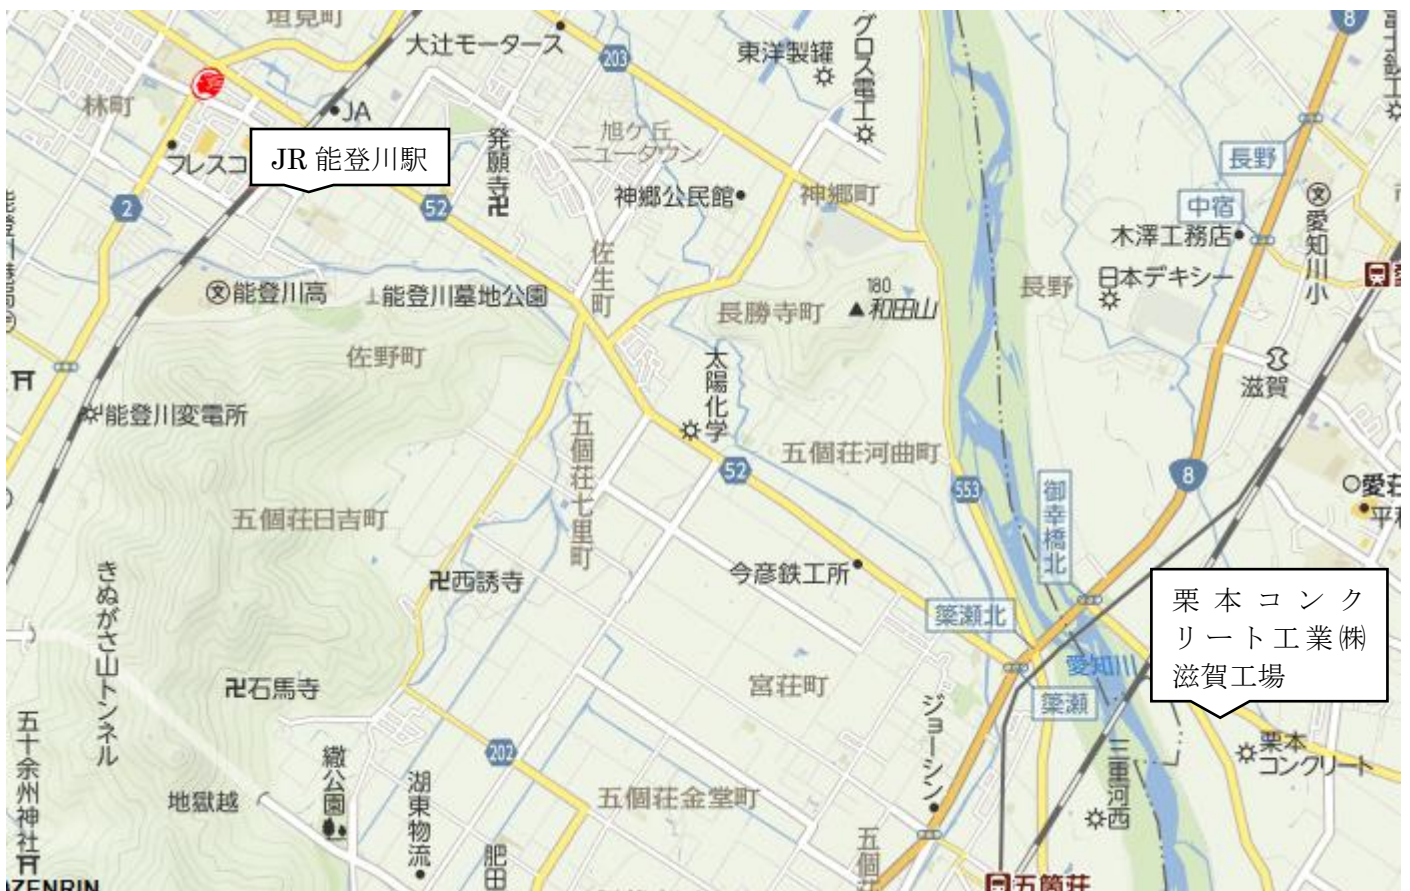 垣見町
大辻モータース
203
東洋製罐
グロス電工
8
林町
JA
フレスコ
JR 能登川駅
発願寺
旭ケ丘
ニュータウン
神郷公民館
神郷町
長野
中宿
木澤工務店
愛知川小
2
52
佐生町
能登川高
能登川墓地公園
長勝寺町
180
和田山
長野
日本デキシー
佐野町
太陽化学
滋賀
能登川変電所
五個荘七里町
52
五個荘河曲町
553
御幸橋北
8
愛荘
平和
五個荘日吉町
きぬがさ山トンネル
西誘寺
今彦鉄工所
簗瀬北
栗本コンク
リート工業㈱
滋賀工場
愛知川
簗瀬
石馬寺
宮荘町
ジョーシン
五十余州神社
繖公園
湖東物流
202
地獄越
五個荘金堂町
三重河西
栗本
コンクリート
肥田
五個荘
五箇荘
ZENRIN